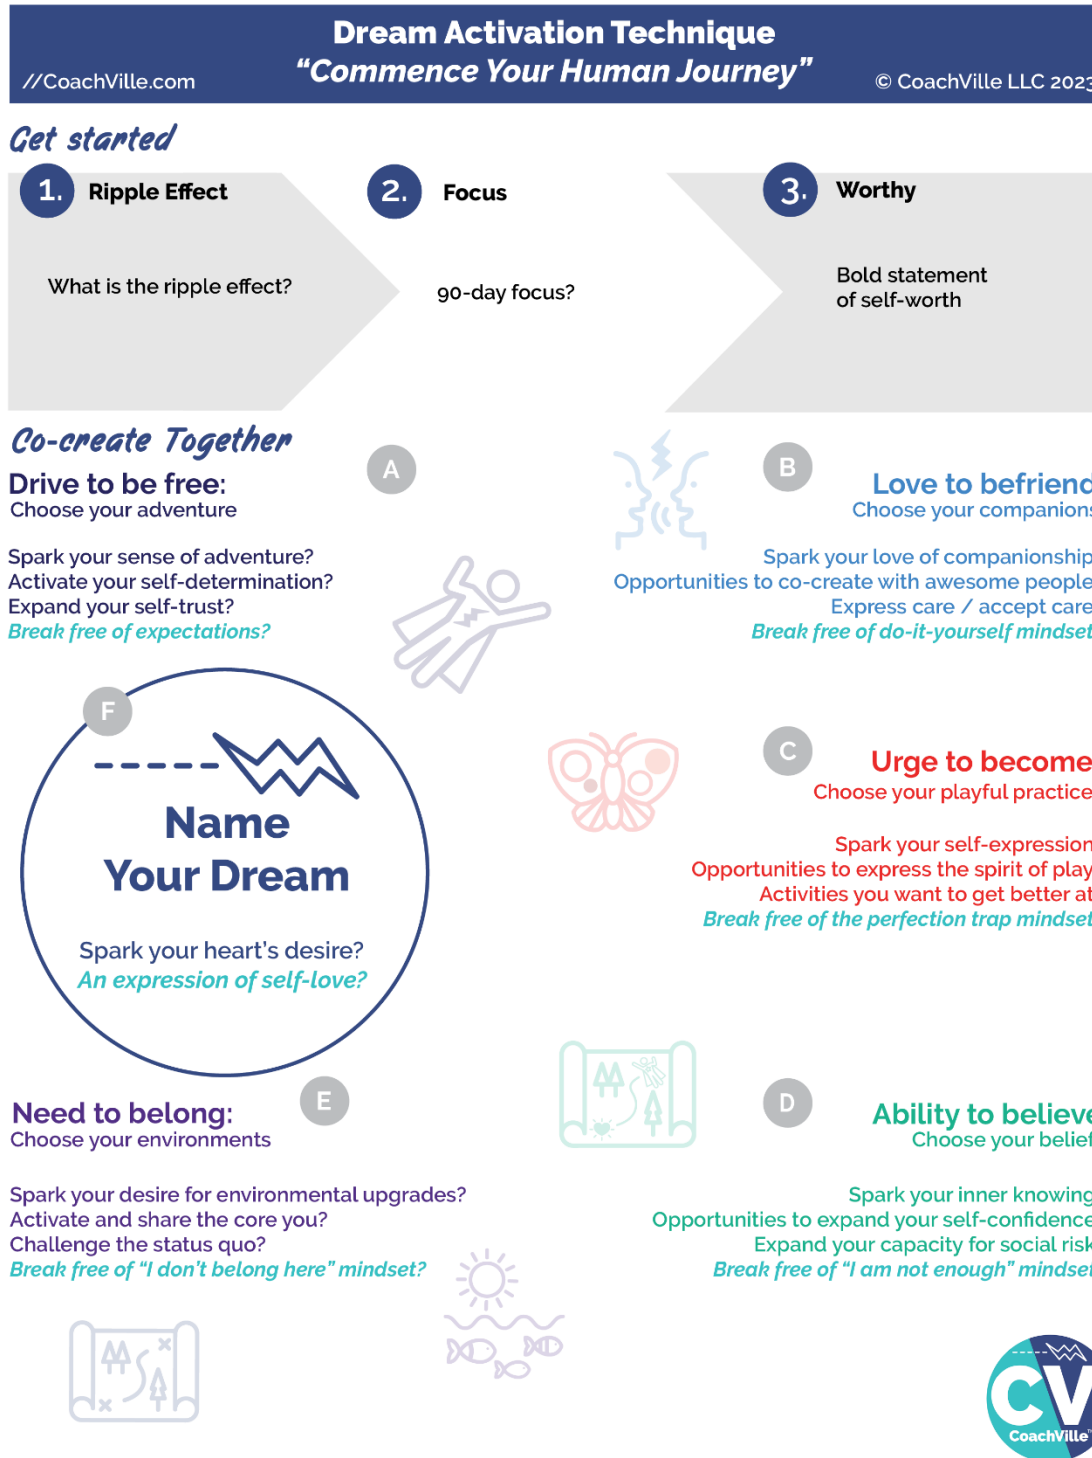 Dream Activation Technique
//CoachVille.com
“Commence Your Human Journey”
© CoachVille LLC 2023
Get started
1. Ripple Effect
What is the ripple effect?
2. Focus
90-day focus?
3. Worthy
Bold statement
of self-worth
Co-create Together
A
Drive to be free:
Choose your adventure
Spark your sense of adventure?
Activate your self-determination?
Expand your self-trust?
Break free of expectations?
B
Love to befriend
Choose your companions
Spark your love of companionship
Opportunities to co-create with awesome people
Express care / accept care
Break free of do-it-yourself mindset
C
Urge to become
Choose your playful practice
Spark your self-expression
Opportunities to express the spirit of play
Activities you want to get better at
Break free of the perfection trap mindset
D
Ability to believe
Choose your belief
Spark your inner knowing
Opportunities to expand your self-confidence
Expand your capacity for social risk
Break free of “I am not enough” mindset
E
Need to belong:
Choose your environments
Spark your desire for environmental upgrades?
Activate and share the core you?
Challenge the status quo?
Break free of “I don’t belong here” mindset?
F
Name
Your Dream
Spark your heart’s desire?
An expression of self-love?
CV
CoachVille